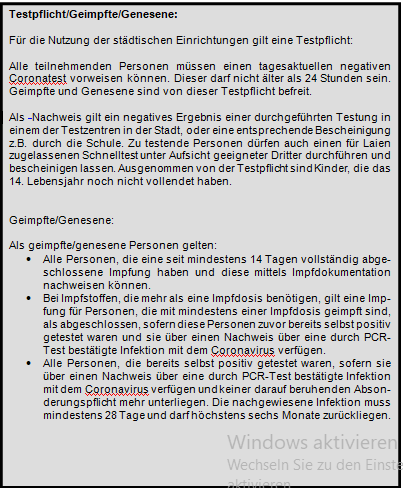 Testpflicht/Geimpfte/Genesene:
Für die Nutzung der städtischen Einrichtungen gilt eine Testpflicht:
Alle teilnehmenden Personen müssen einen tagesaktuellen negativen
Coronatest vorweisen können. Dieser darf nicht älter als 24 Stunden sein.
Geimpfte und Genesene sind von dieser Testpflicht befreit.
Als –Nachweis gilt ein negatives Ergebnis einer durchgeführten Testung in
einem der Testzentren in der Stadt, oder eine entsprechende Bescheinigung
z.B. durch die Schule. Zu testende Personen dürfen auch einen für Laien
zugelassenen Schnelltest unter Aufsicht geeigneter Dritter durchführen und
bescheinigen lassen. Ausgenommen von der Testpflicht sind Kinder, die das
14. Lebensjahr noch nicht vollendet haben.
Geimpfte/Genesene:
Als geimpfte/genesene Personen gelten:
• Alle Personen, die eine seit mindestens 14 Tagen vollständig abge-
schlossene Impfung haben und diese mittels Impfdokumentation
nachweisen können.
• Bei Impfstoffen, die mehr als eine Impfdosis benötigen, gilt eine Imp-
fung für Personen, die mit mindestens einer Impfdosis geimpft sind,
als abgeschlossen, sofern diese Personen zuvor bereits selbst positiv
getestet waren und sie über einen Nachweis über eine durch PCR-
Test bestätigte Infektion mit dem Coronavirus verfügen.
• Alle Personen, die bereits selbst positiv getestet waren, sofern sie
über einen Nachweis über eine durch PCR-Test bestätigte Infektion
mit dem Coronavirus verfügen und keiner darauf beruhenden Abson-
derungspflicht mehr unterliegen. Die nachgewiesene Infektion muss
mindestens 28 Tage und darf höchstens sechs Monate zurückliegen.
Windows aktivieren
Wechseln Sie zu den Einste
aktivieren